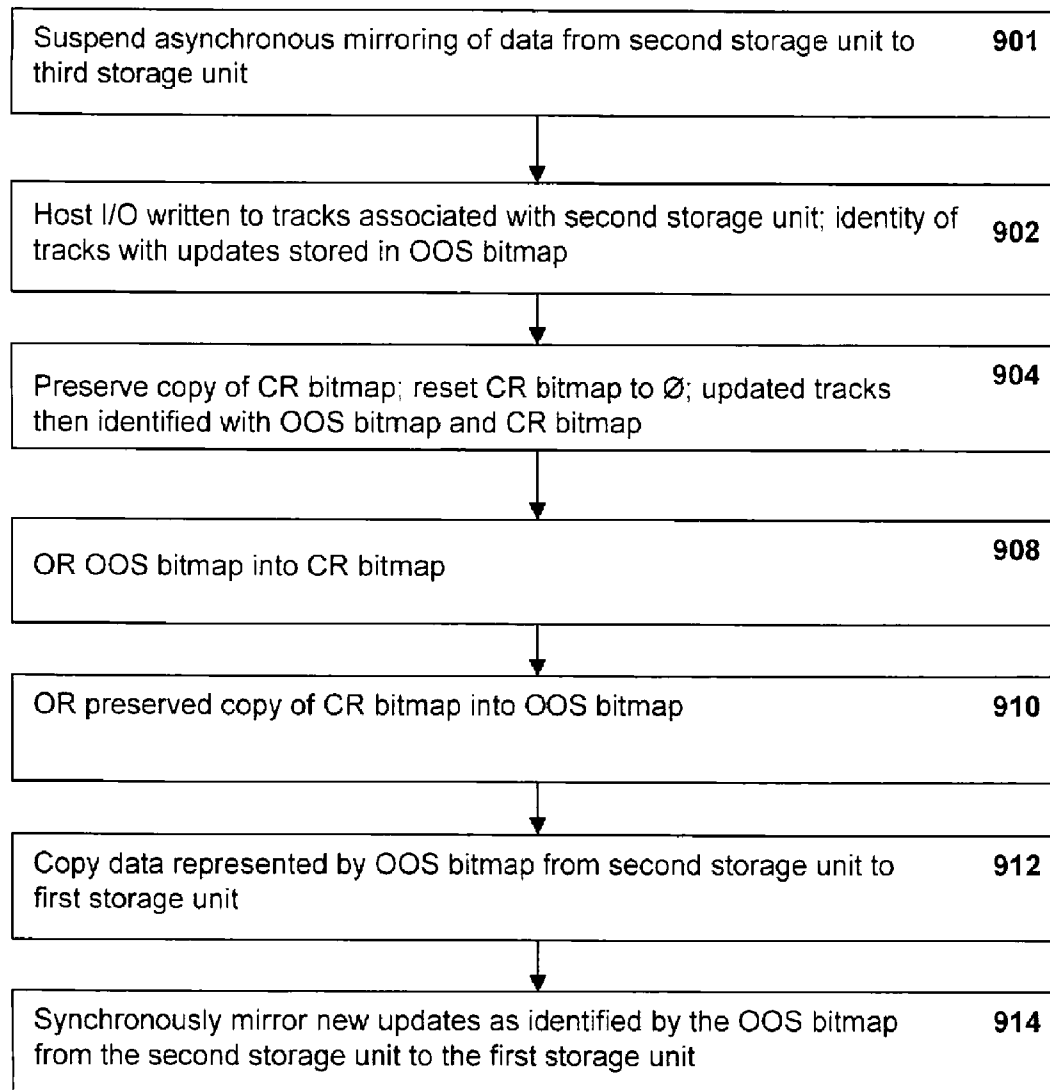 Suspend asynchronous mirroring of data from second storage unit to 901
third storage unit
Host I/O written to tracks associated with second storage unit; identity of 902
tracks with updates stored in OOS bitmap
Preserve copy of CR bitmap; reset CR bitmap to Ø; updated tracks 904
then identified with OOS bitmap and CR bitmap
OR OOS bitmap into CR bitmap 908
OR preserved copy of CR bitmap into OOS bitmap 910
Copy data represented by OOS bitmap from second storage unit to 912
first storage unit
Synchronously mirror new updates as identified by the OOS bitmap 914
from the second storage unit to the first storage unit